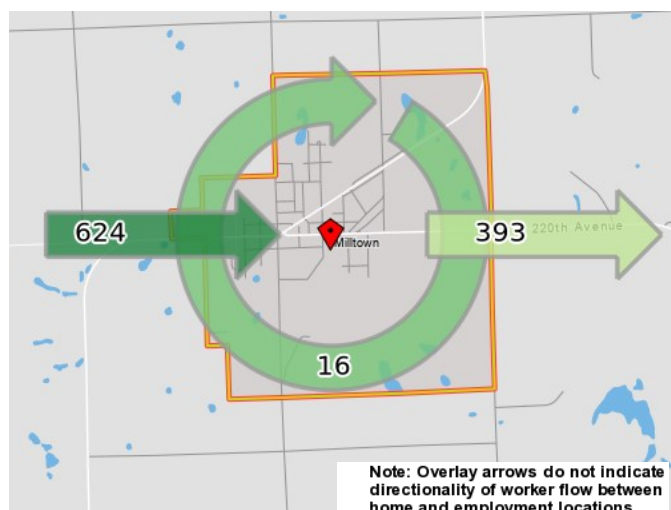 624
393
220th Avenue
Milltown
16
Note: Overlay arrows do not indicate
directionality of worker flow between
home and employment locations